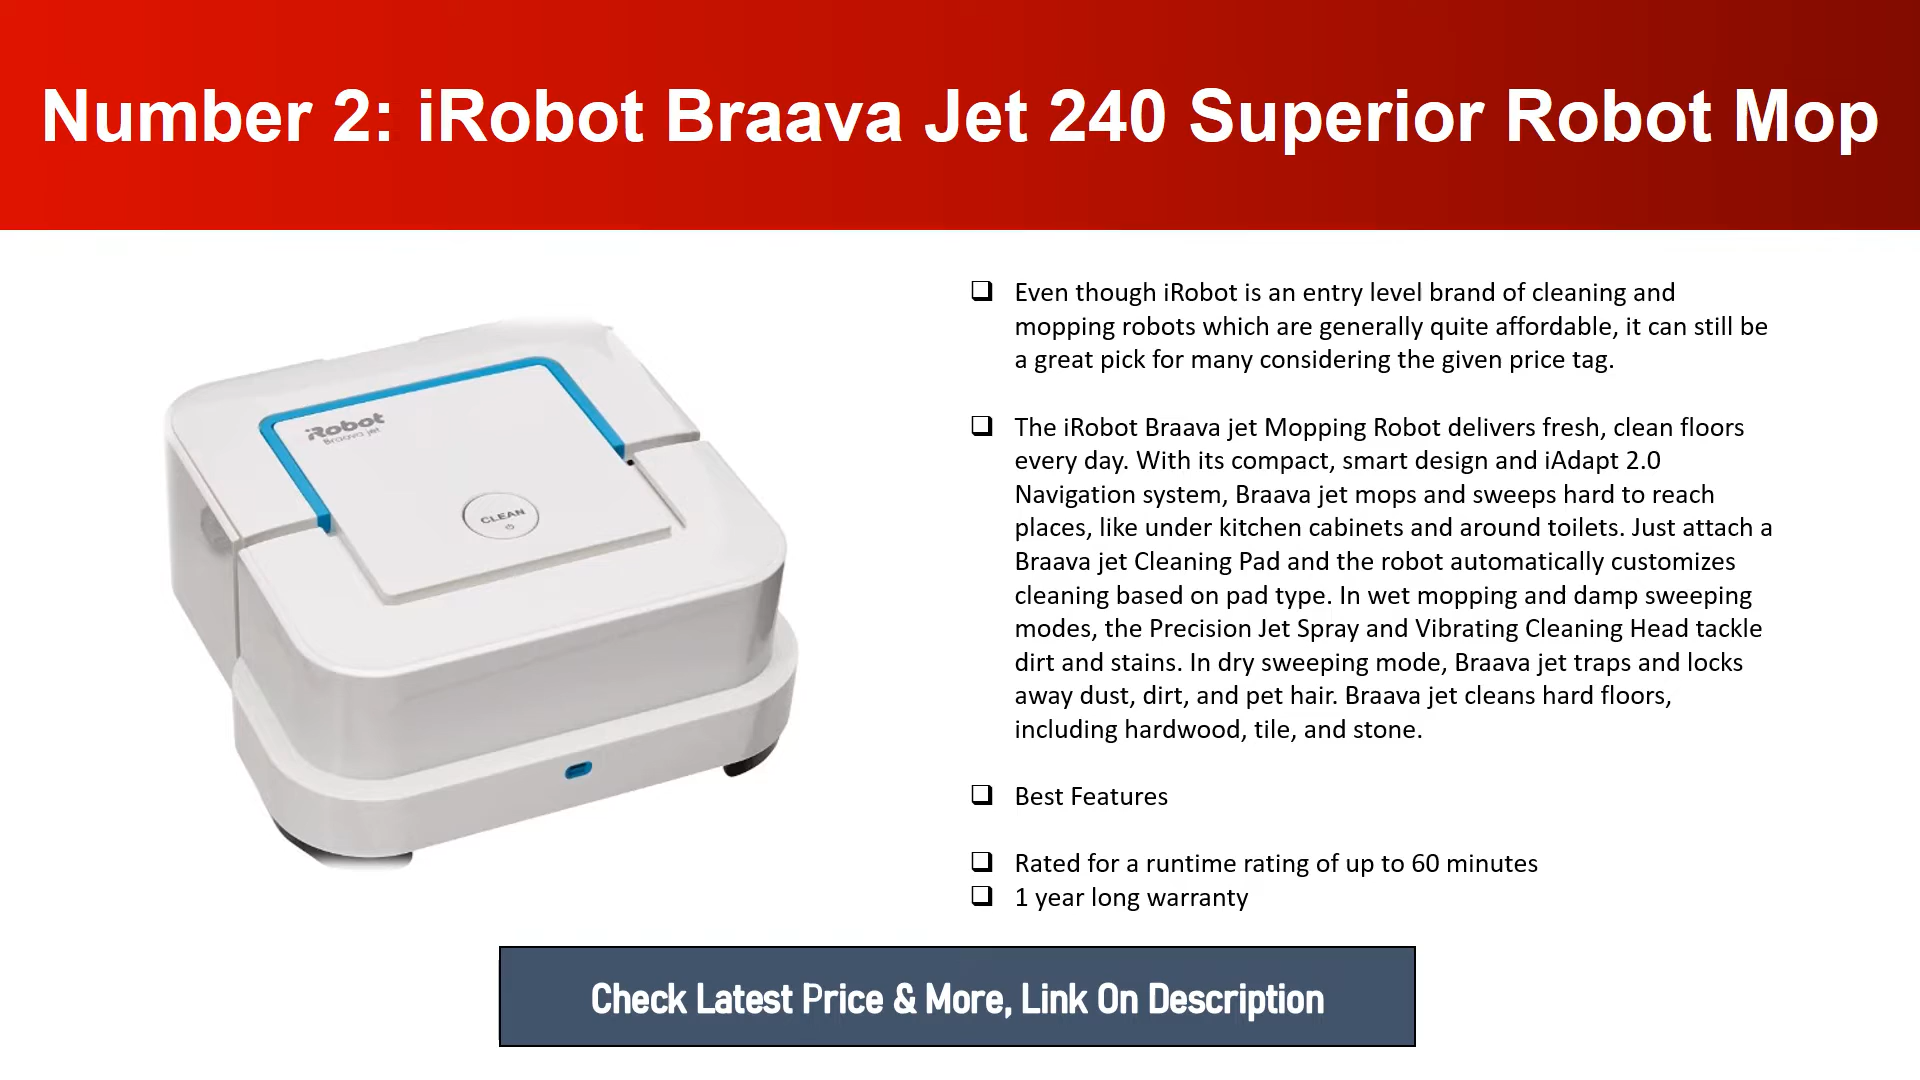 Number 2: iRobot Braava Jet 240 Superior Robot Mop
iRobot
Braava jet
CLEAN
Even though iRobot is an entry level brand of cleaning and
mopping robots which are generally quite affordable, it can still be
a great pick for many considering the given price tag.
The iRobot Braava jet Mopping Robot delivers fresh, clean floors
every day. With its compact, smart design and iAdapt 2.0
Navigation system, Braava jet mops and sweeps hard to reach
places, like under kitchen cabinets and around toilets. Just attach a
Braava jet Cleaning Pad and the robot automatically customizes
cleaning based on pad type. In wet mopping and damp sweeping
modes, the Precision Jet Spray and Vibrating Cleaning Head tackle
dirt and stains. In dry sweeping mode, Braava jet traps and locks
away dust, dirt, and pet hair. Braava jet cleans hard floors,
including hardwood, tile, and stone.
Best Features
Rated for a runtime rating of up to 60 minutes
1 year long warranty
Check Latest Price & More, Link On Description